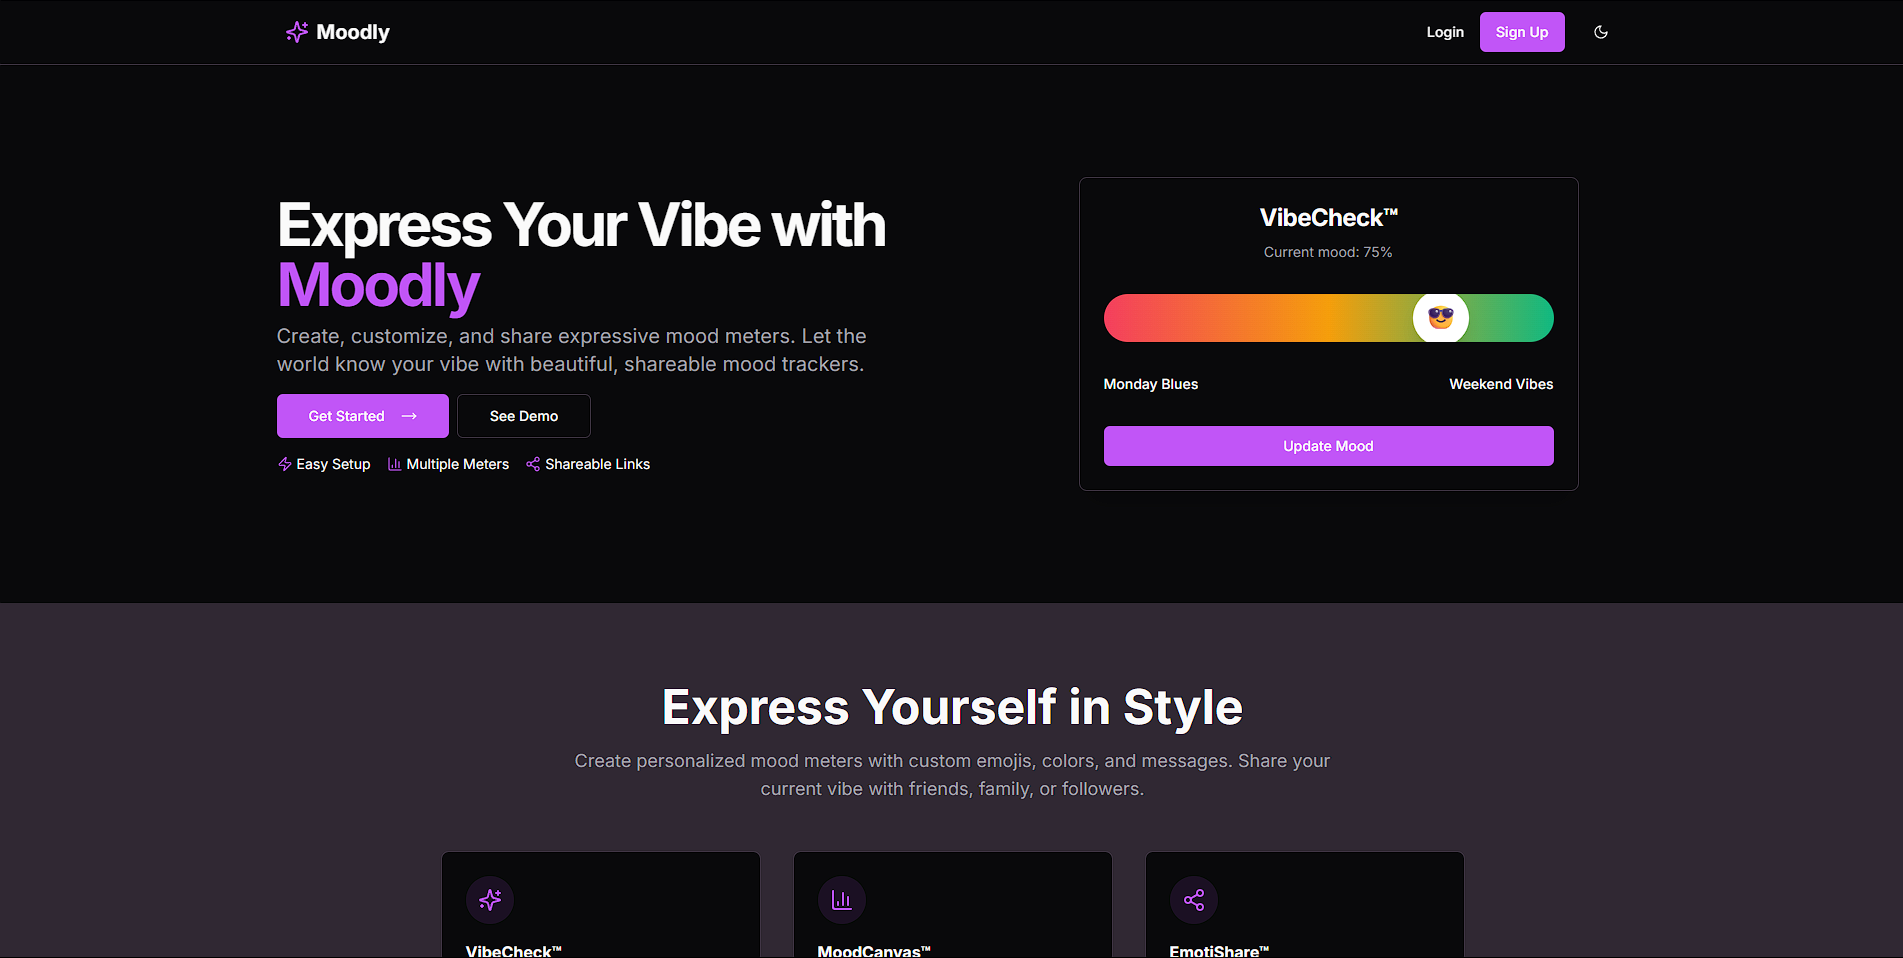 Moodly
Login
Sign Up
Express Your Vibe with
Moodly
Create, customize, and share expressive mood meters. Let the
world know your vibe with beautiful, shareable mood trackers.
Get Started →
See Demo
Easy Setup
Multiple Meters
Shareable Links
VibeCheck™
Current mood: 75%
Monday Blues
Weekend Vibes
Update Mood
Express Yourself in Style
Create personalized mood meters with custom emojis, colors, and messages. Share your
current vibe with friends, family, or followers.
VibeCheck™
MoodCanvas™
EmotiShare™